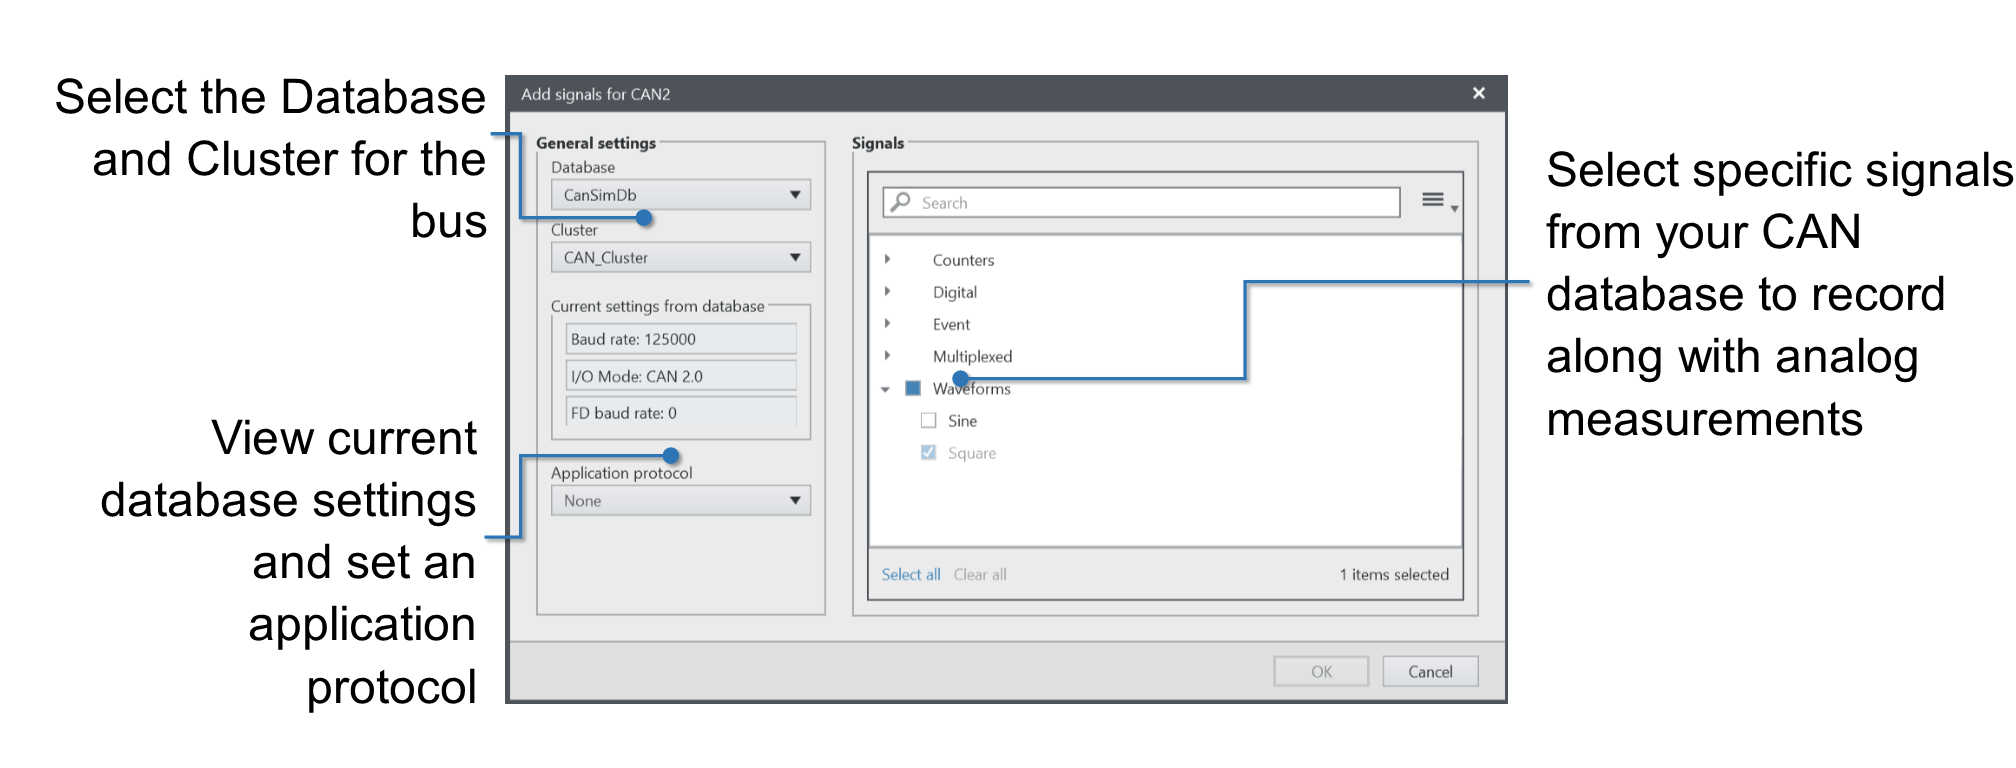 Select the Database
and Cluster for the
bus
View current
database settings
and set an
application
protocol
Add signals for CAN2
General settings
Database
CanSimDb
Cluster
CAN_Cluster
Current settings from database
Baud rate: 125000
I/O Mode: CAN 2.0
FD baud rate: 0
Application protocol
None
Signals
Search
Counters
Digital
Event
Multiplexed
Waveforms
Sine
Square
Select all Clear all 1 items selected
OK Cancel
Select specific signals
from your CAN
database to record
along with analog
measurements